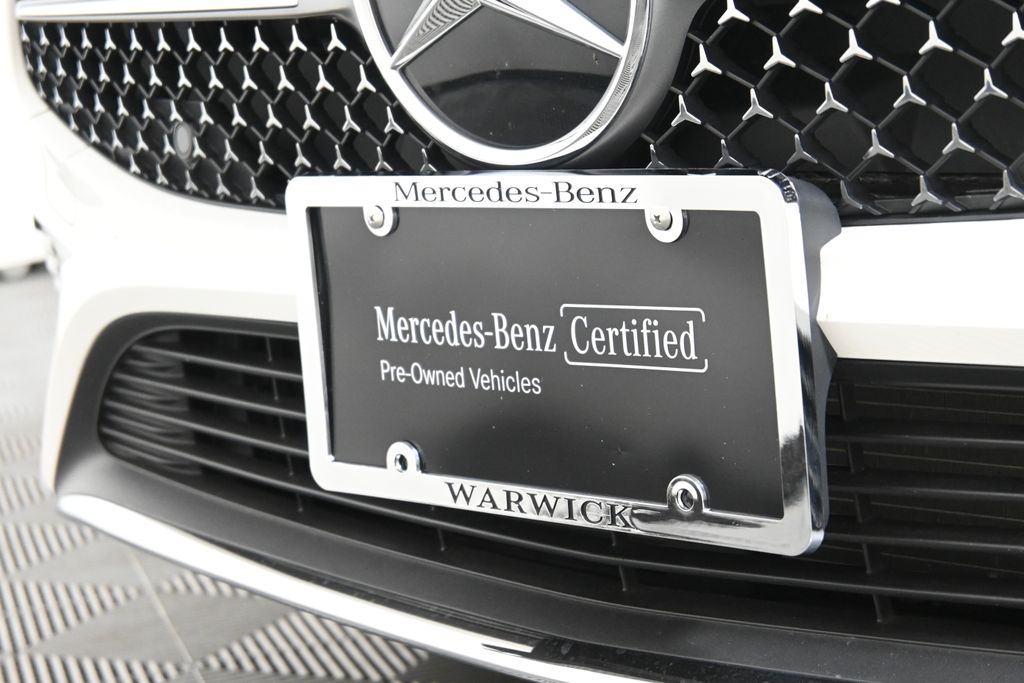 Mercedes-Benz
Mercedes-Benz Certified
Pre-Owned Vehicles
WARWICK